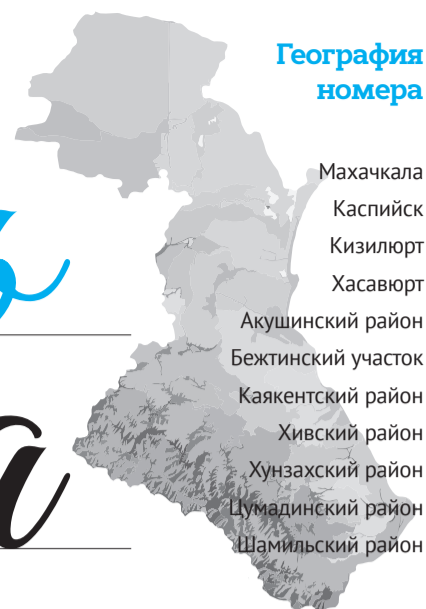 География
номера
Махачкала
Каспийск
Кизилюрт
Хасавюрт
Акушинский район
Бежтинский участок
Каякентский район
Хивский район
Хунзахский район
Цумадинский район
Шамильский район